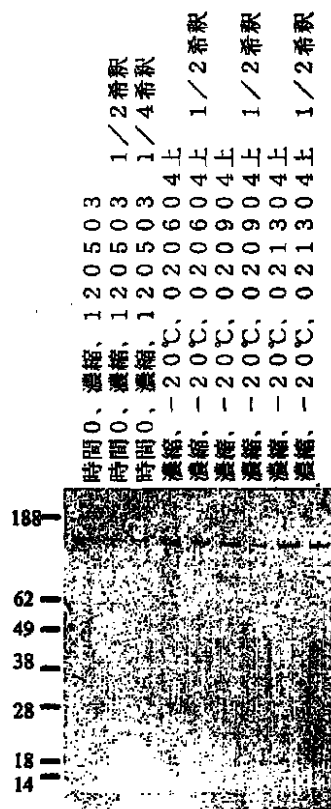 時間0、濃縮、120503
時間0、濃縮、120503 1/2希釈
時間0、濃縮、120503 1/4希釈
濃縮、-20℃、020604上
濃縮、-20℃、020604上 1/2希釈
濃縮、-20℃、020904上
濃縮、-20℃、020904上 1/2希釈
濃縮、-20℃、021304上
濃縮、-20℃、021304上 1/2希釈
188
62
49
38
28
18
14